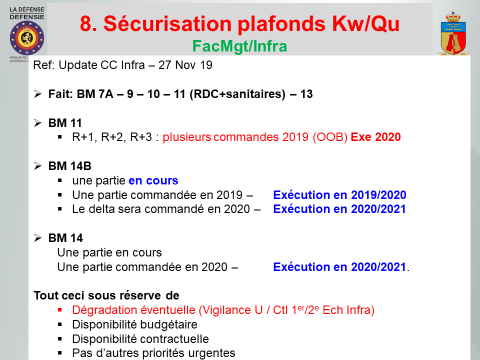 LA DÉFENSE
DEFENSIE
8. Sécurisation plafonds Kw/Qu
FacMgt/Infra
Ref: Update CC Infra – 27 Nov 19
➢ Fait: BM 7A – 9 – 10 – 11 (RDC+sanitaires) – 13
➢ BM 11
▪ R+1, R+2, R+3 : plusieurs commandes 2019 (OOB) Exe 2020
➢ BM 14B
▪ une partie en cours
▪ Une partie commandée en 2019 – Exécution en 2019/2020
▪ Le delta sera commandé en 2020 – Exécution en 2020/2021
➢ BM 14
Une partie en cours
Une partie commandée en 2020 – Exécution en 2020/2021.
Tout ceci sous réserve de
▪ Dégradation éventuelle (Vigilance U / Ctl 1er/2e Ech Infra)
▪ Disponibilité budgétaire
▪ Disponibilité contractuelle
▪ Pas d'autres priorités urgentes